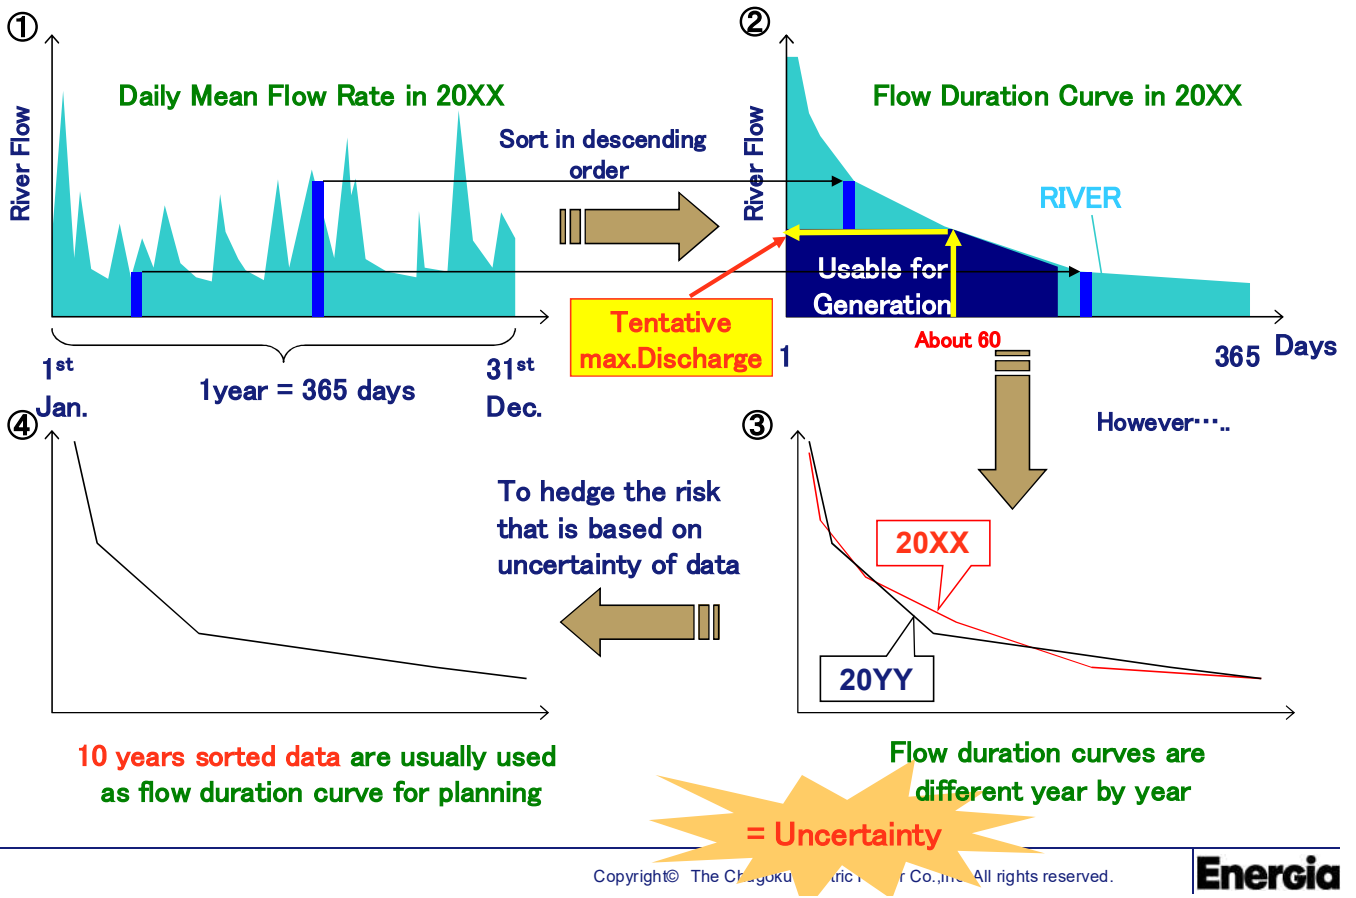 ①
Daily Mean Flow Rate in 20XX
River Flow
1st
Jan.
1year = 365 days
31st
Dec.
Sort in descending
order
②
Flow Duration Curve in 20XX
River Flow
RIVER
Usable for
Generation
Tentative
max.Discharge
About 60
1
365
Days
However…..
③
20XX
20YY
Flow duration curves are
different year by year
= Uncertainty
To hedge the risk
that is based on
uncertainty of data
④
10 years sorted data are usually used
as flow duration curve for planning
Copyright© The Co.,Inc. All rights reserved.
Energia